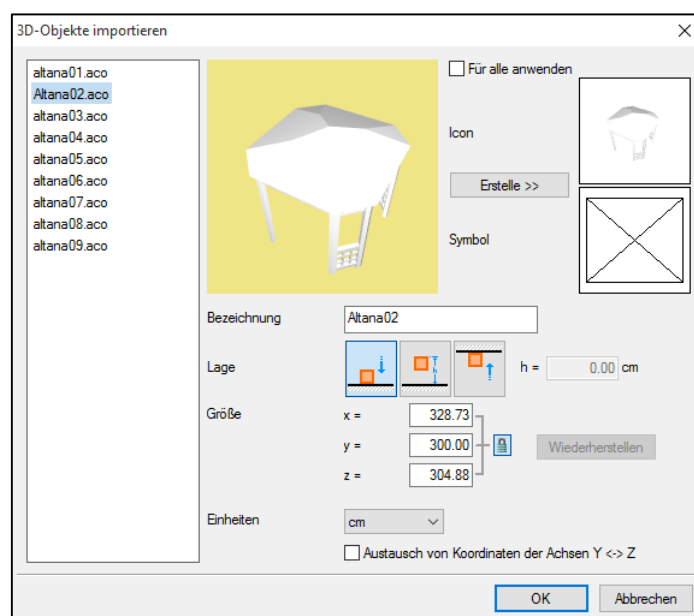 3D-Objekte importieren
altana01.aco
Altana02.aco
altana03.aco
altana04.aco
altana05.aco
altana06.aco
altana07.aco
altana08.aco
altana09.aco
Für alle anwenden
Icon
Erstelle >>
Symbol
Bezeichnung Altana02
Lage h = 0.00 cm
Größe x = 328.73
y = 300.00 Wiederherstellen
z = 304.88
Einheiten cm
Austausch von Koordinaten der Achsen Y <-> Z
OK Abbrechen